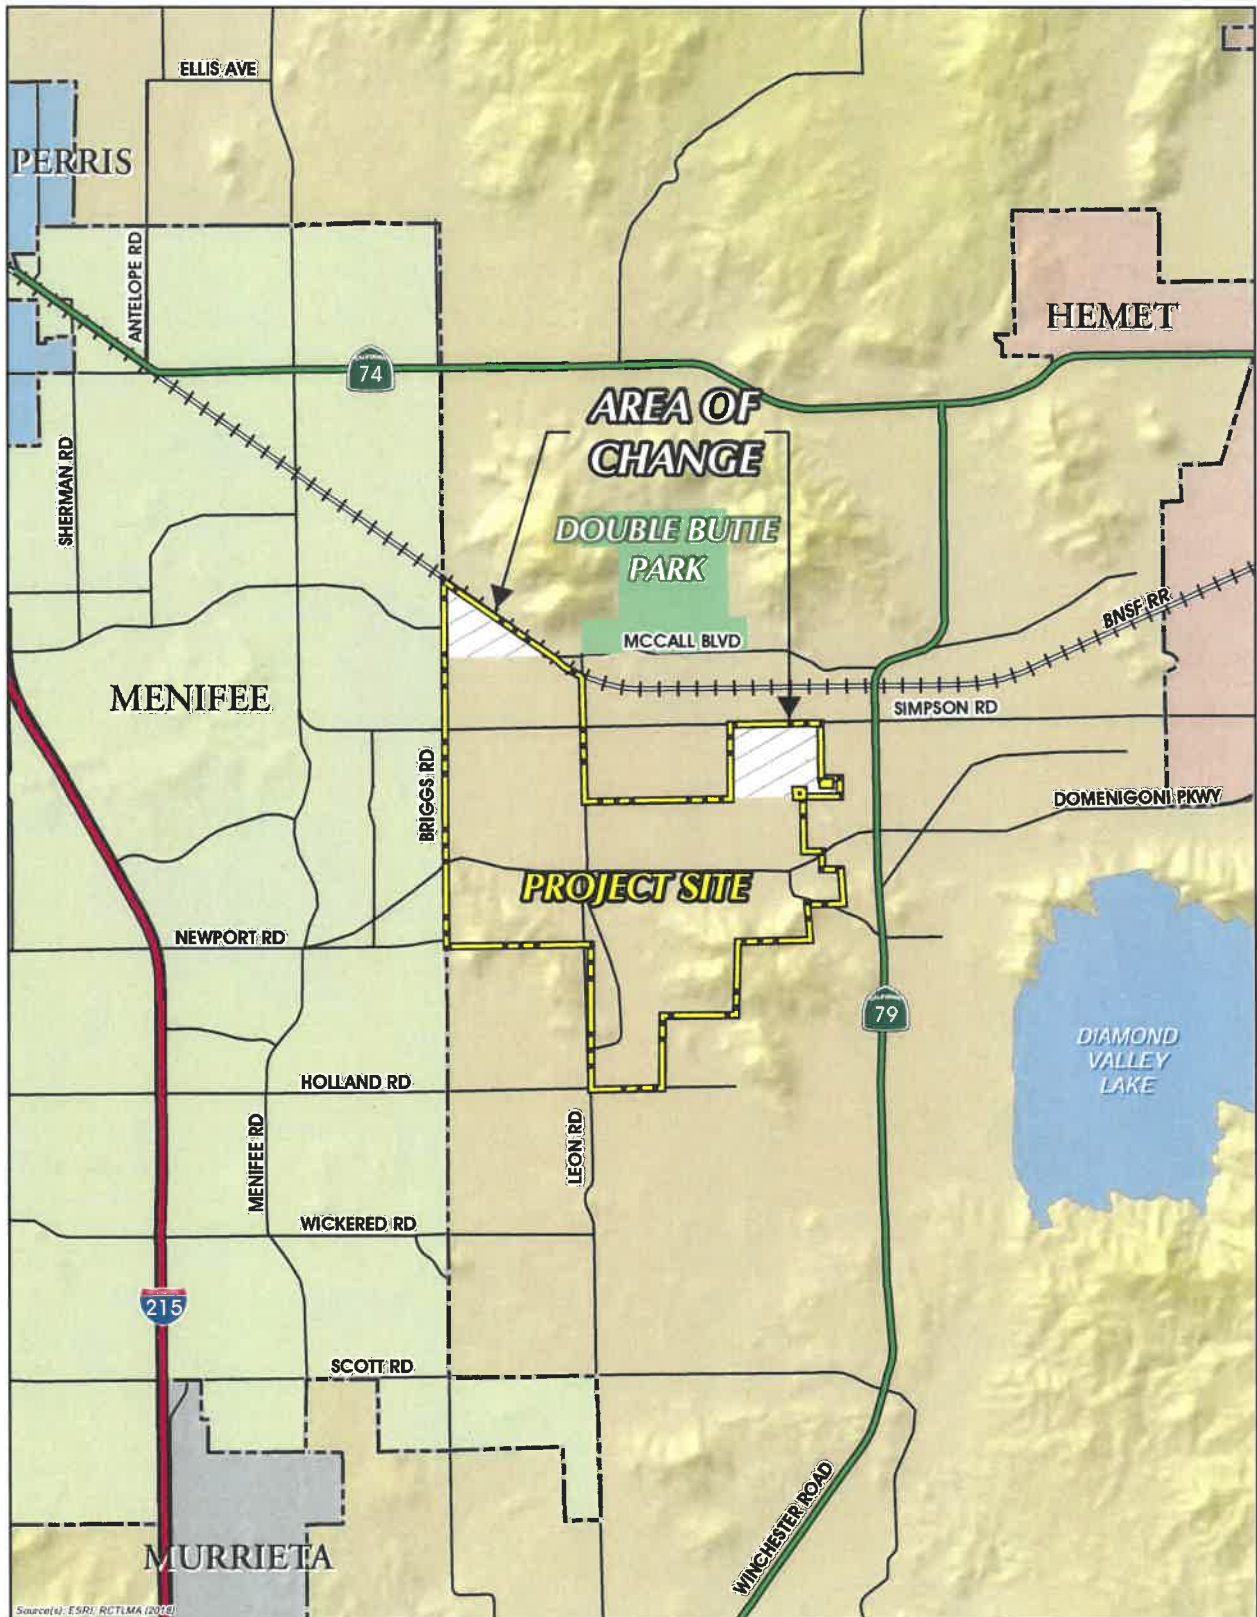 ELLIS AVE
PERRIS
ANTELOPE RD
HEMET
CALIFORNIA
74
AREA OF
CHANGE
SHERMAN RD
DOUBLE BUTTE
PARK
BNSF RR
MCCALL BLVD
MENIFEE
SIMPSON RD
BRIGGS RD
DOMENIGONI PKWY
PROJECT SITE
NEWPORT RD
CALIFORNIA
79
DIAMOND
VALLEY
LAKE
HOLLAND RD
MENIFEE RD
LEON RD
WICKERED RD
215
SCOTT RD
WINCHESTER ROAD
MURRIETA
Source(s): ESRI, RCTLMA (2018)